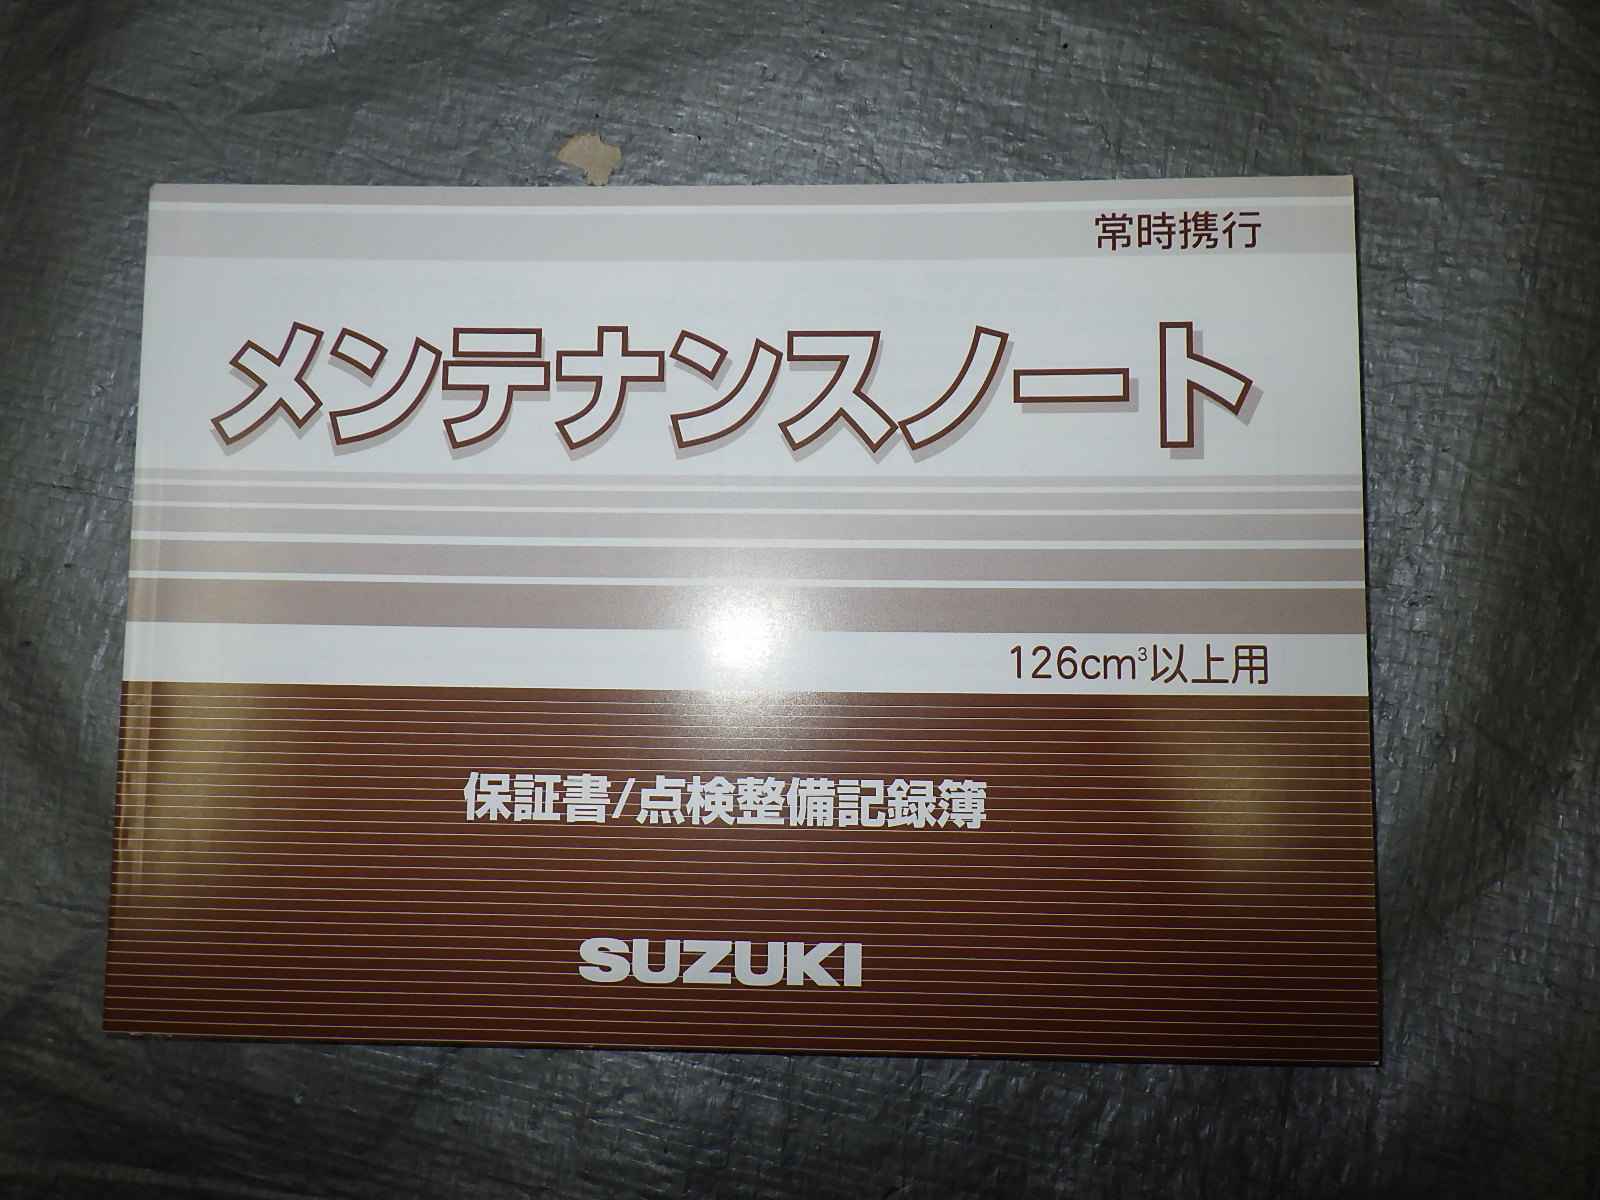 常時携行
メンテナンスノート
126cm³以上用
保証書/点検整備記録簿
SUZUKI